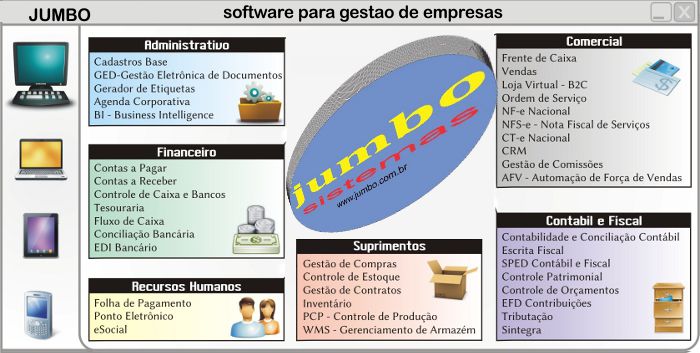 JUMBO
software para gestao de empresas
Administrativo
Cadastros Base
GED-Gestão Eletrônica de Documentos
Gerador de Etiquetas
Agenda Corporativa
BI - Business Intelligence
Financeiro
Contas a Pagar
Contas a Receber
Controle de Caixa e Bancos
Tesouraria
Fluxo de Caixa
Conciliação Bancária
EDI Bancário
Recursos Humanos
Folha de Pagamento
Ponto Eletrônico
eSocial
jumbo
sistemas
www.jumbo.com.br
Suprimentos
Gestão de Compras
Controle de Estoque
Gestão de Contratos
Inventário
PCP - Controle de Produção
WMS - Gerenciamento de Armazém
Comercial
Frente de Caixa
Vendas
Loja Virtual - B2C
Ordem de Serviço
NF-e Nacional
NFS-e - Nota Fiscal de Serviços
CT-e Nacional
CRM
Gestão de Comissões
AFV - Automação de Força de Vendas
Contabil e Fiscal
Contabilidade e Conciliação Contábil
Escrita Fiscal
SPED Contábil e Fiscal
Controle Patrimonial
Controle de Orçamentos
EFD Contribuições
Tributação
Sintegra